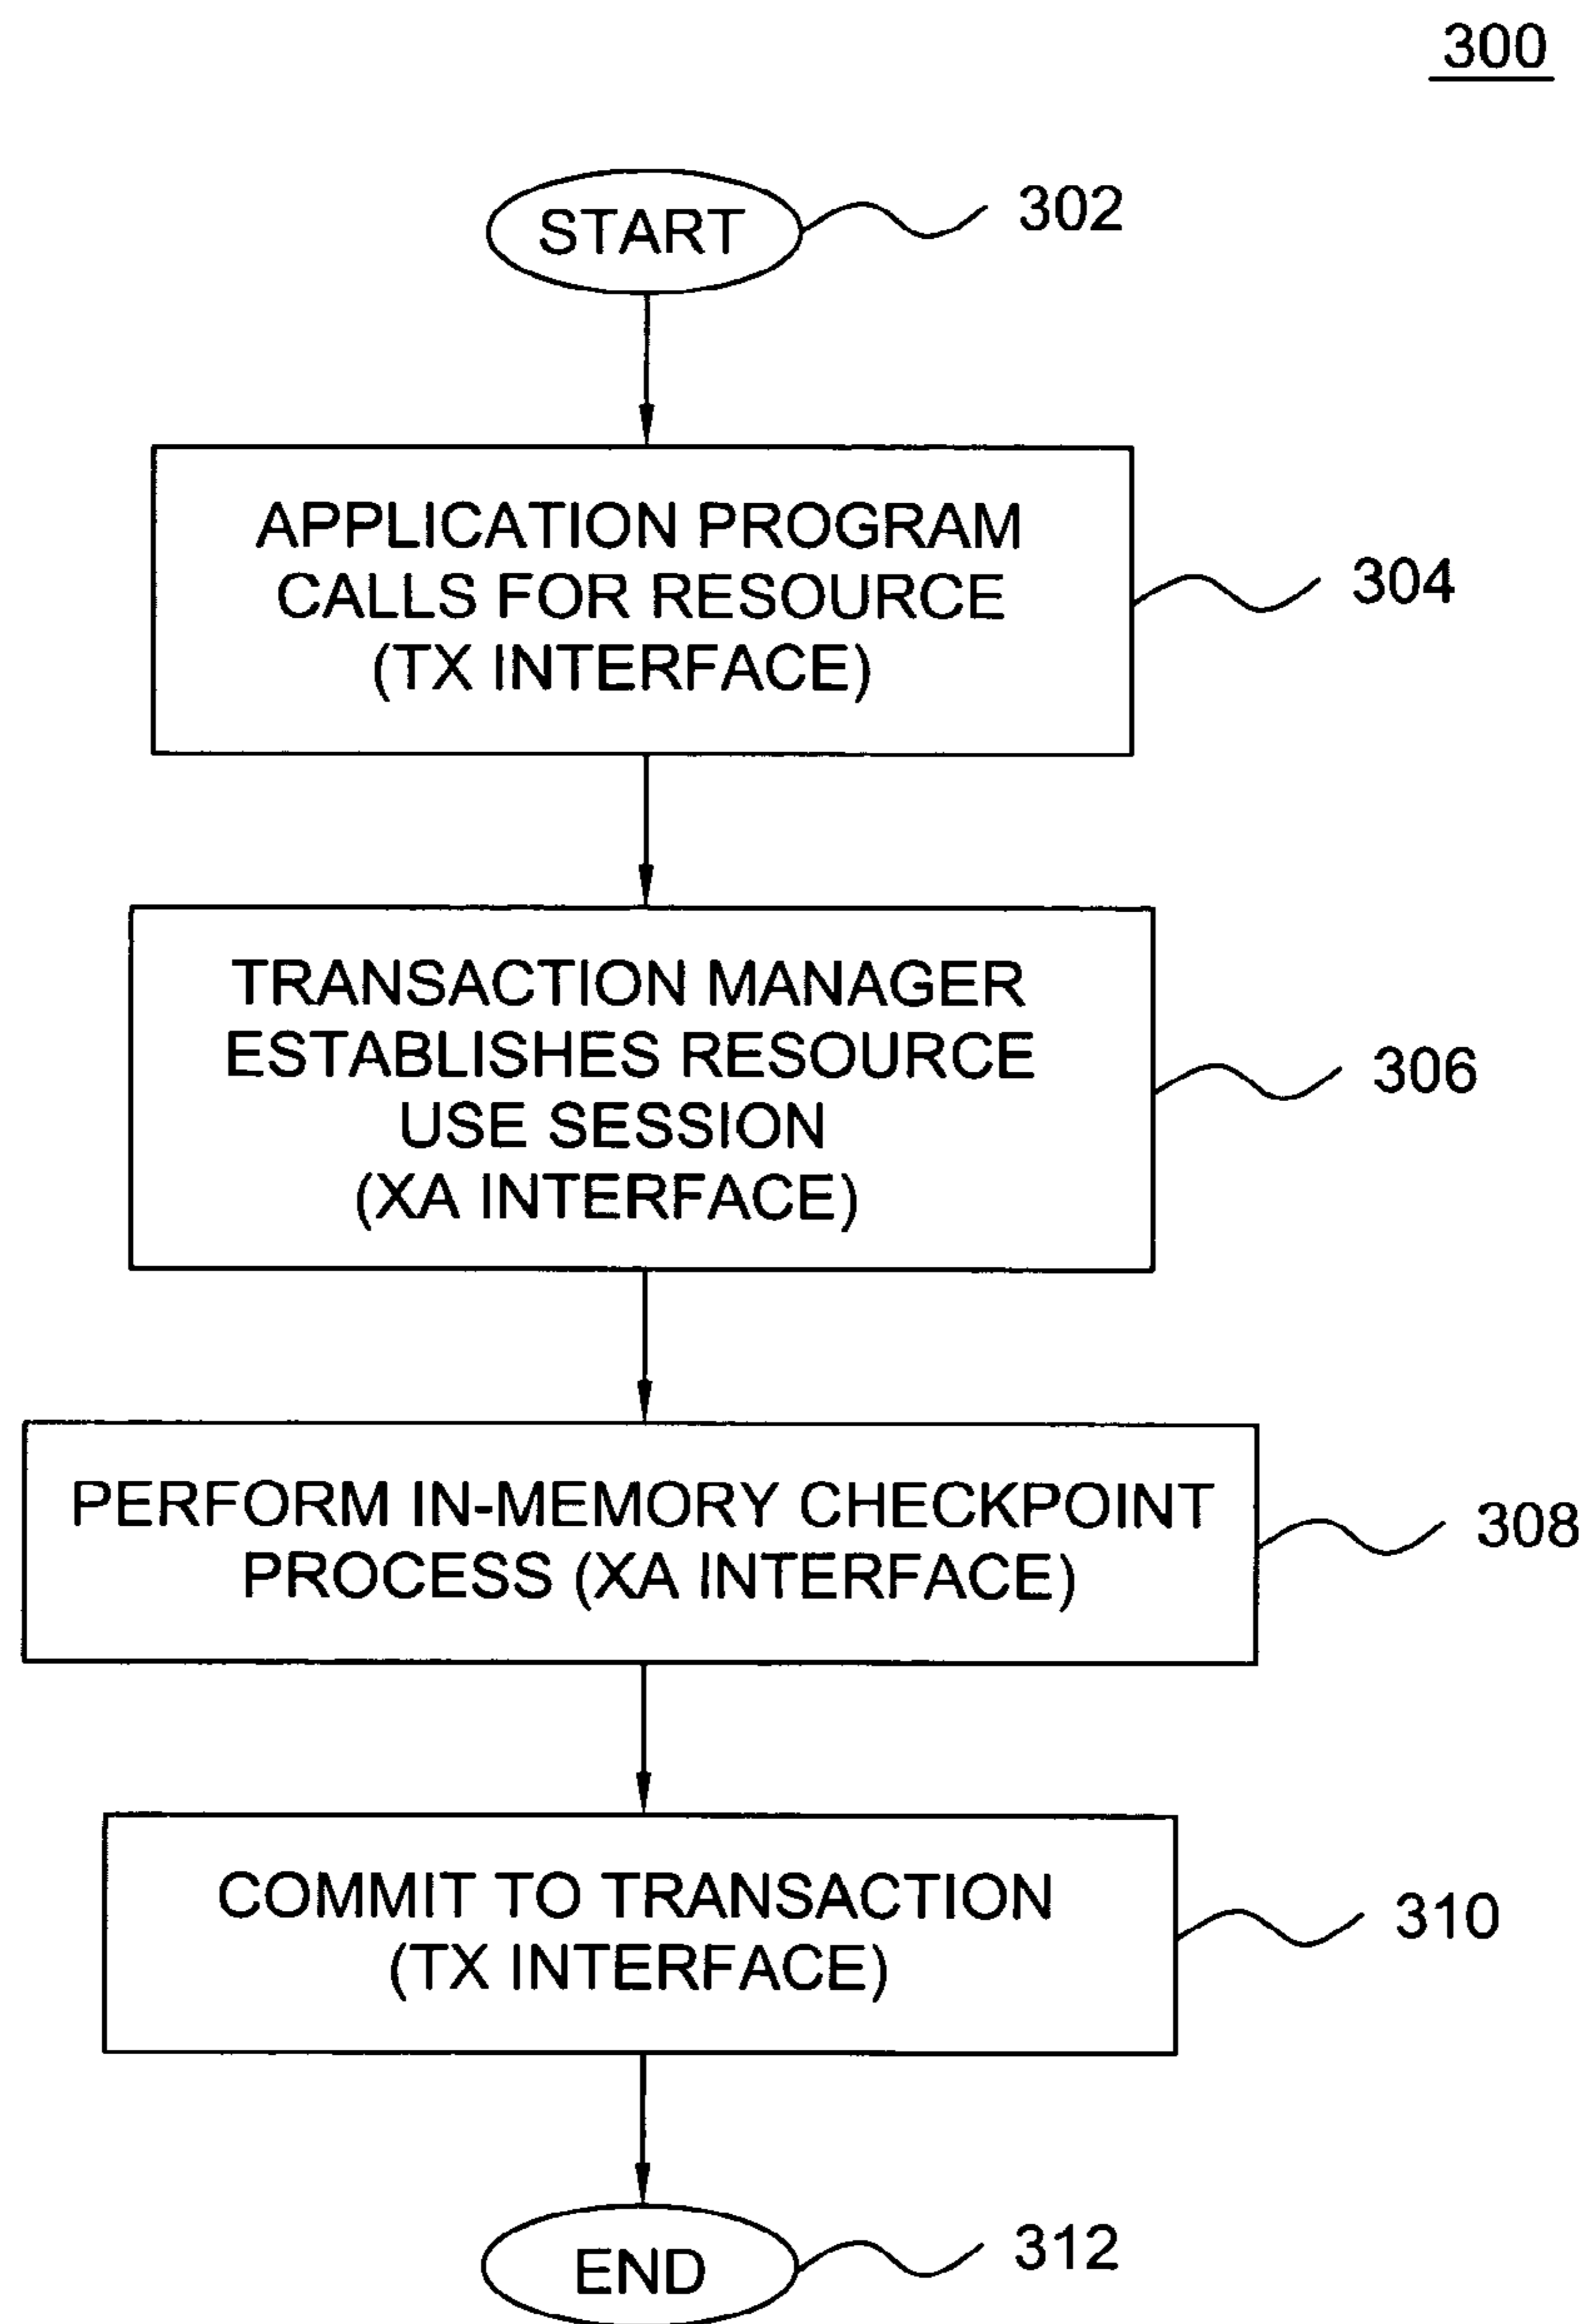 300
START
302
APPLICATION PROGRAM
CALLS FOR RESOURCE
(TX INTERFACE)
304
TRANSACTION MANAGER
ESTABLISHES RESOURCE
USE SESSION
(XA INTERFACE)
306
PERFORM IN-MEMORY CHECKPOINT
PROCESS (XA INTERFACE)
308
COMMIT TO TRANSACTION
(TX INTERFACE)
310
END
312